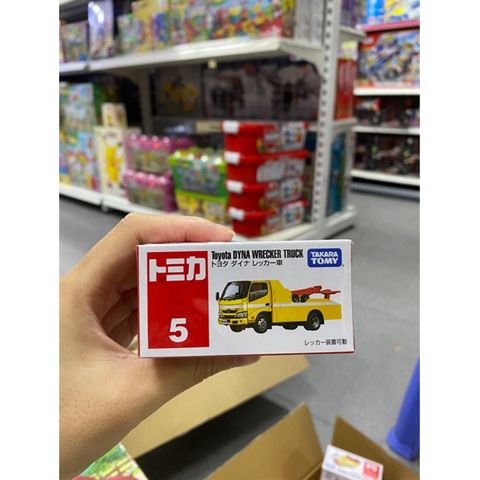 トミカ
5
Toyota DYNA WRECKER TRUCK
トヨタ ダイナ レッカー車
TAKARA
TOMY
レッカー装置可動